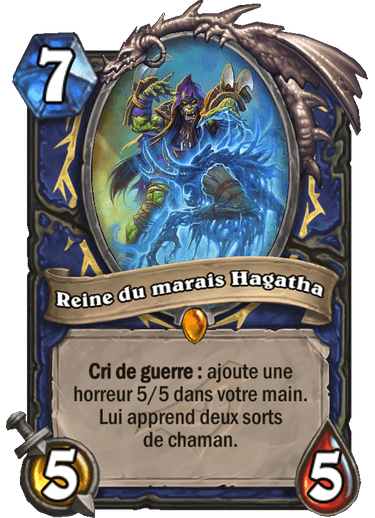 7
Reine du marais Hagatha
Cri de guerre : ajoute une
horreur 5/5 dans votre main.
Lui apprend deux sorts
de chaman.
5
5